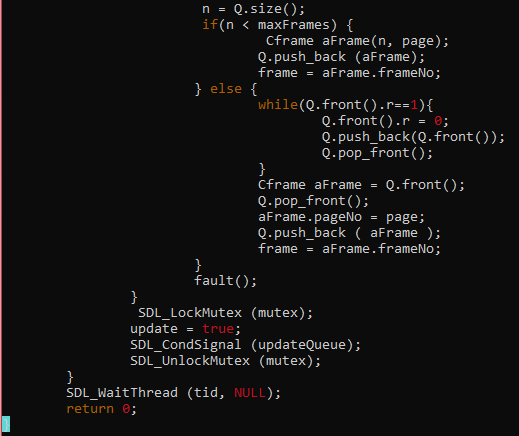 n = Q.size();
if(n < maxFrames) {
Cframe aFrame(n, page);
Q.push_back (aFrame);
frame = aFrame.frameNo;
} else {
while(Q.front().r==1){
Q.front().r = 0;
Q.push_back(Q.front());
Q.pop_front();
}
Cframe aFrame = Q.front();
Q.pop_front();
aFrame.pageNo = page;
Q.push_back ( aFrame );
frame = aFrame.frameNo;
}
fault();
}
SDL_LockMutex (mutex);
update = true;
SDL_CondSignal (updateQueue);
SDL_UnlockMutex (mutex);
}
SDL_WaitThread (tid, NULL);
return 0;
}